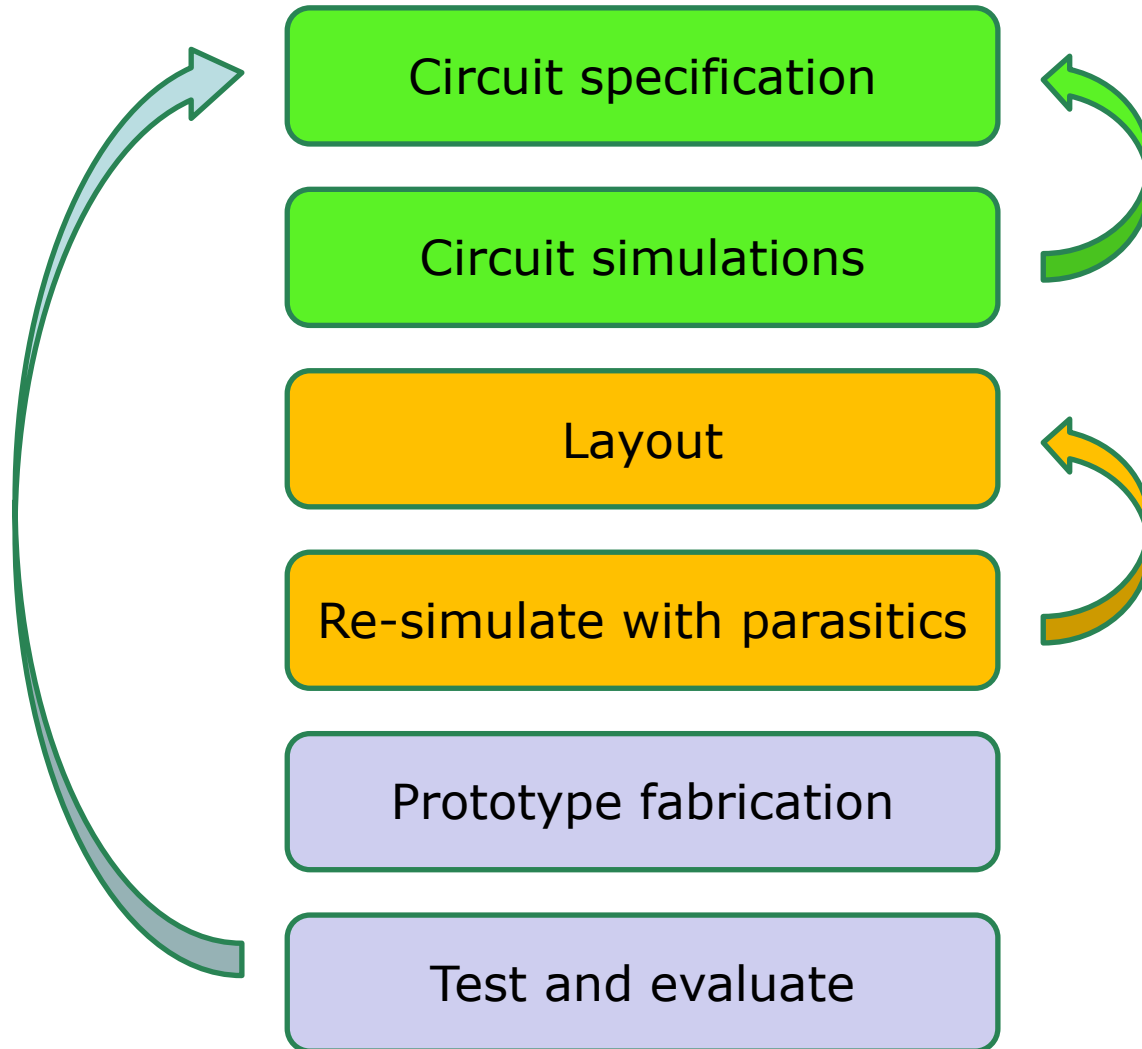 Circuit specification
Circuit simulations
Layout
Re-simulate with parasitics
Prototype fabrication
Test and evaluate